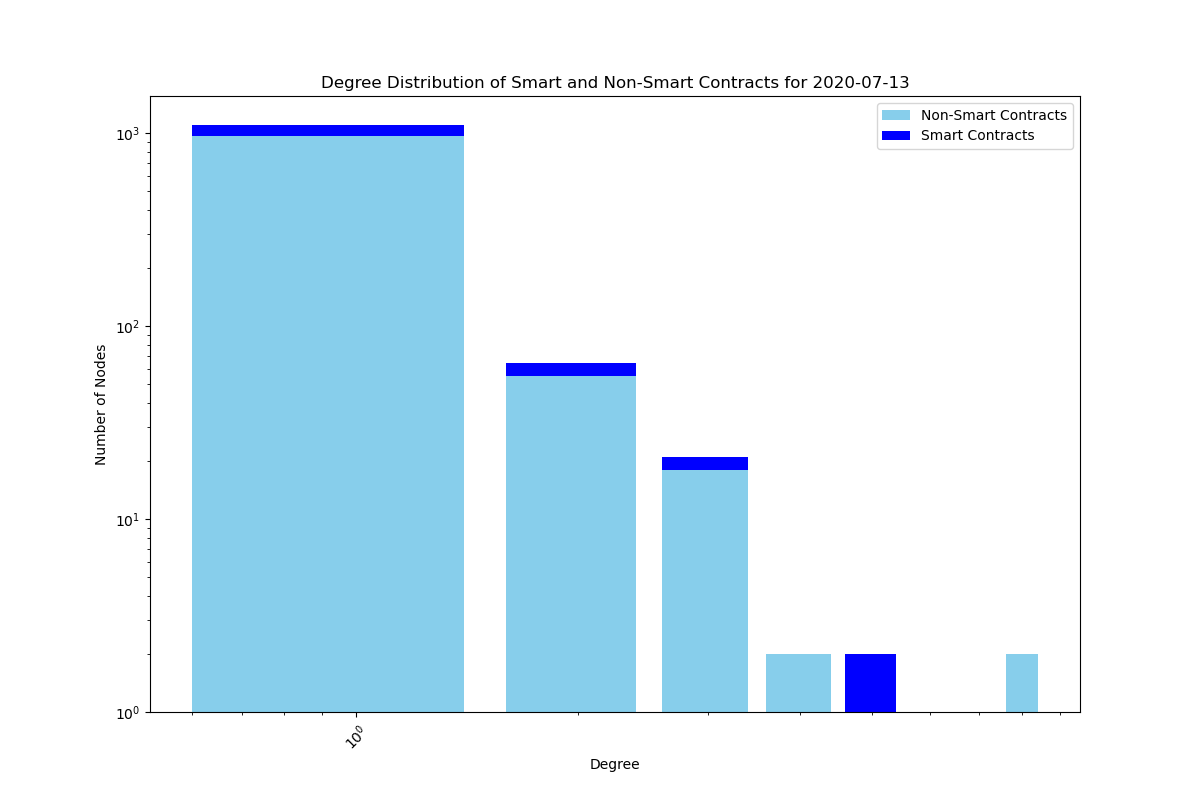 Degree Distribution of Smart and Non-Smart Contracts for 2020-07-13
Non-Smart Contracts
Smart Contracts
Number of Nodes
10³
10²
10¹
10⁰
10⁰
Degree